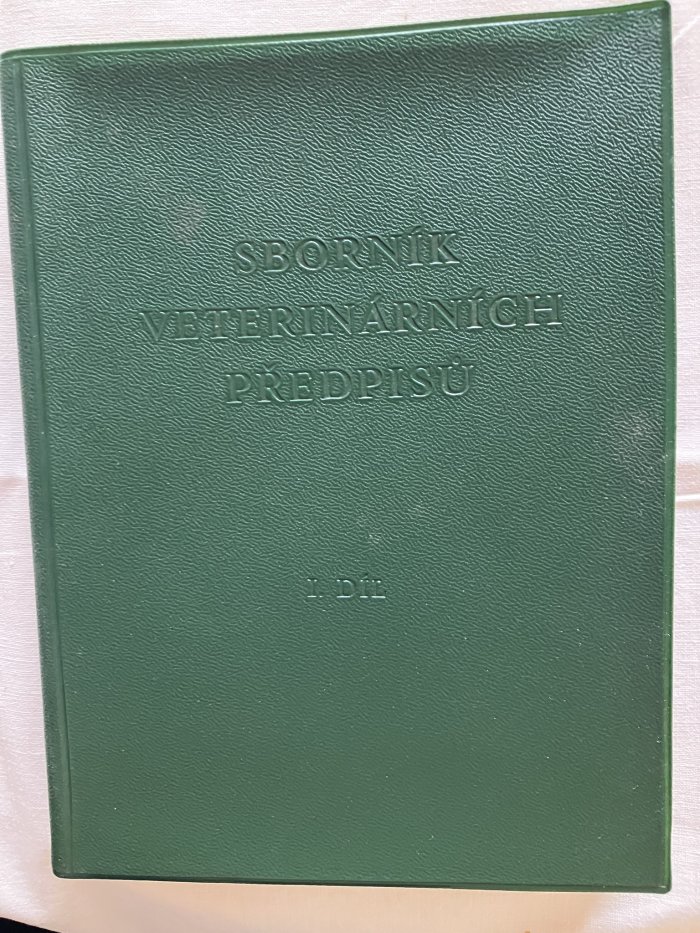 SBORNÍK
VETERINÁRNÍCH
PŘEDPISŮ
I. DÍL